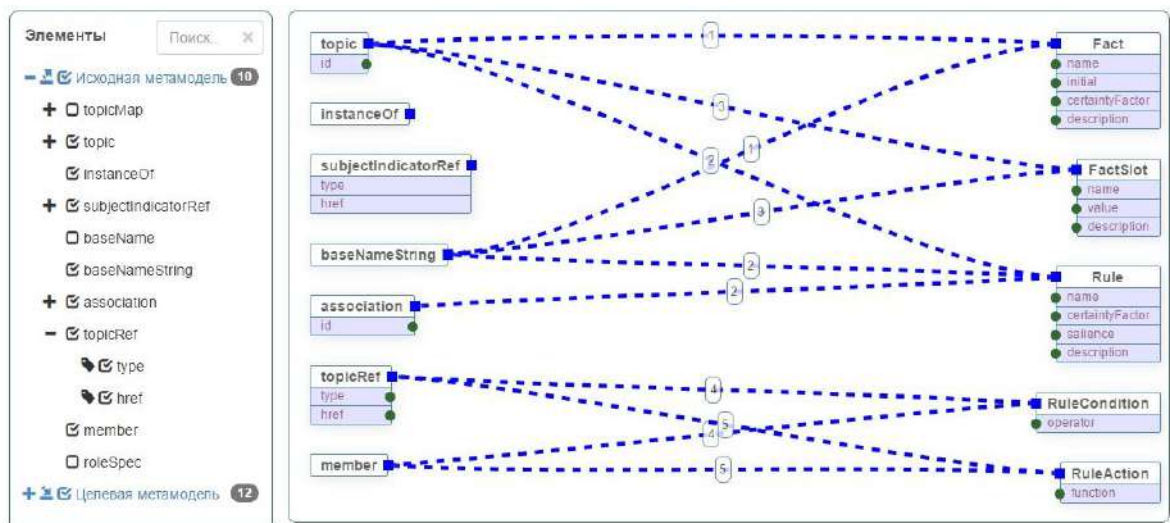 Элементы
Поиск..
Исходная метамодель 10
topicMap
topic
instanceOf
subjectIndicatorRef
baseName
baseNameString
association
topicRef
type
href
member
roleSpec
Целевая метамодель 12
topic
id
instanceOf
subjectIndicatorRef
type
href
baseNameString
association
id
topicRef
type
href
member
1
3
1
2
3
2
2
4
5
4
5
Fact
name
initial
certaintyFactor
description
FactSlot
name
value
description
Rule
name
certaintyFactor
salience
description
RuleCondition
operator
RuleAction
function